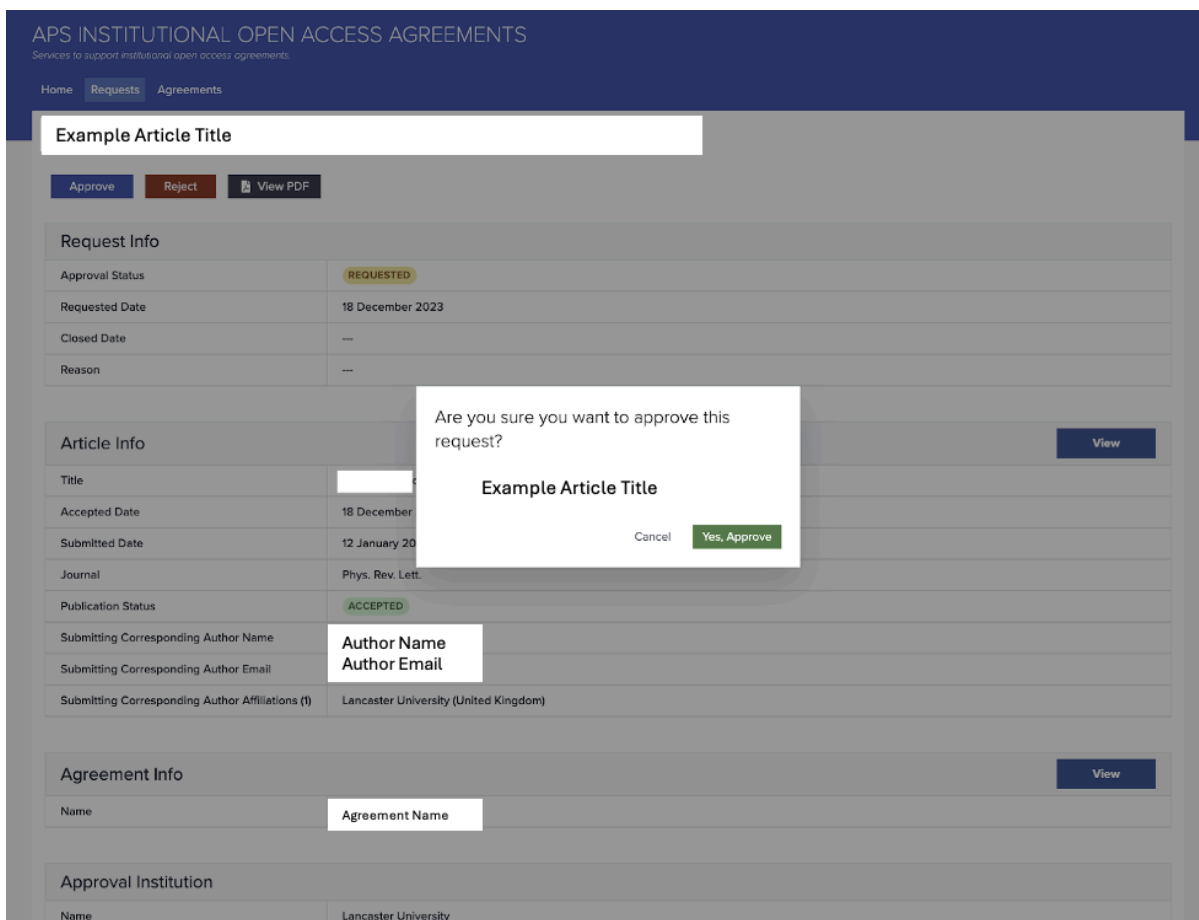 APS INSTITUTIONAL OPEN ACCESS AGREEMENTS
Services to support institutional open access agreements.
Home Requests Agreements
Example Article Title
Approve Reject View PDF
Request Info
Approval Status REQUESTED
Requested Date 18 December 2023
Closed Date ---
Reason ---
Are you sure you want to approve this
request?
Example Article Title
Cancel Yes, Approve
Article Info View
Title
Accepted Date 18 December
Submitted Date 12 January 20
Journal Phys. Rev. Lett.
Publication Status ACCEPTED
Submitting Corresponding Author Name Author Name
Submitting Corresponding Author Email Author Email
Submitting Corresponding Author Affiliations (1) Lancaster University (United Kingdom)
Agreement Info View
Name Agreement Name
Approval Institution
Name Lancaster University